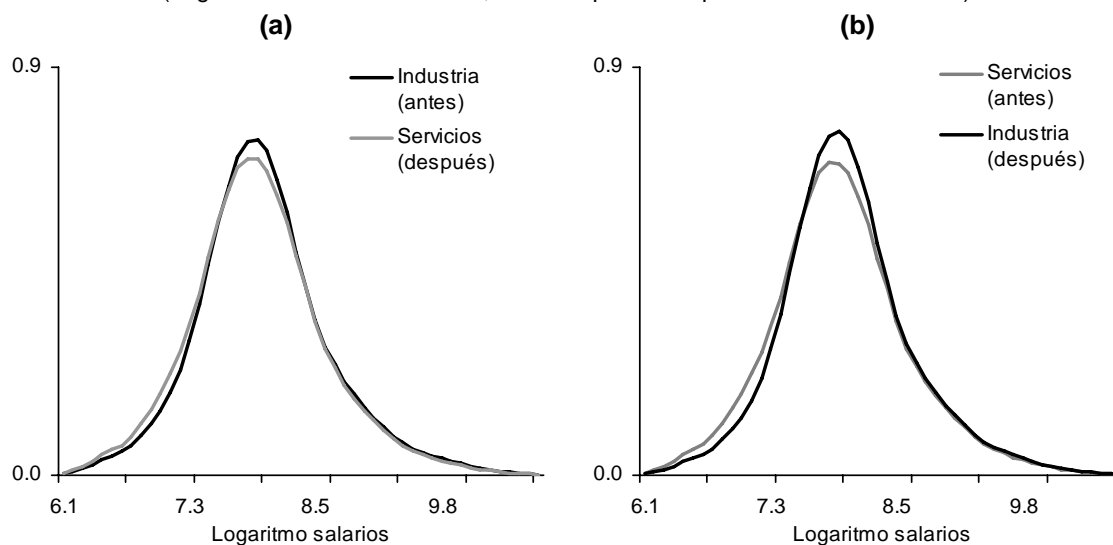 (a)
0.9
Industria
(antes)
Servicios
(después)
0.0
6.1 7.3 8.5 9.8
Logaritmo salarios
(b)
0.9
Servicios
(antes)
Industria
(después)
0.0
6.1 7.3 8.5 9.8
Logaritmo salarios